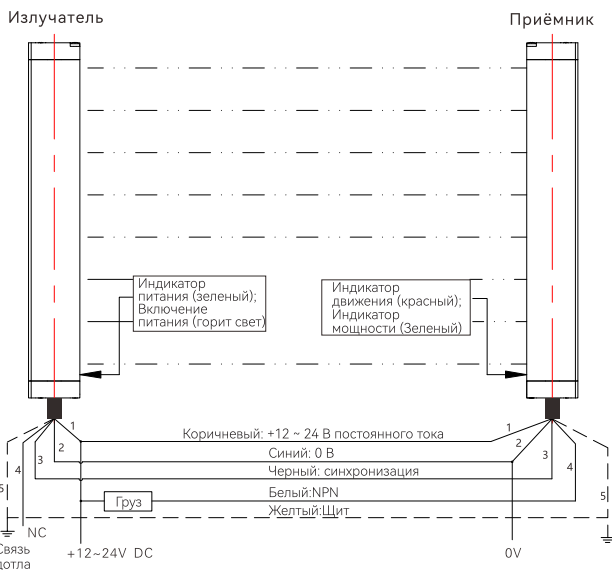 Излучатель
Приёмник
Индикатор
питания (зеленый);
Включение
питания (горит свет)
Индикатор
движения (красный);
Индикатор
мощности (Зеленый)
1
2
3
4
5
Коричневый: +12 ~ 24 В постоянного тока
Синий: 0 В
Черный: синхронизация
Белый:NPN
Желтый:Щит
Груз
1
2
3
4
5
NC
Связь
дотла
+12~24V DC
0V